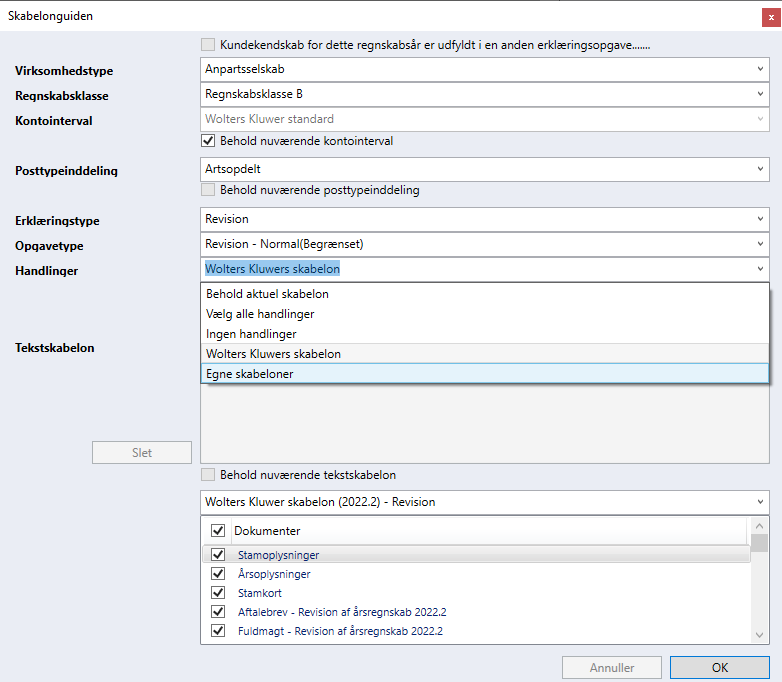 Skabelonguiden
x
Kundekendskab for dette regnskabsår er udfyldt i en anden erklæringsopgave.......
Virksomhedstype
Anpartsselskab
Regnskabsklasse
Regnskabsklasse B
Kontointerval
Wolters Kluwer standard
Behold nuværende kontointerval
Posttypeinddeling
Artsopdelt
Behold nuværende posttypeinddeling
Erklæringstype
Revision
Opgavetype
Revision - Normal(Begrænset)
Handlinger
Wolters Kluwers skabelon
Behold aktuel skabelon
Vælg alle handlinger
Ingen handlinger
Tekstskabelon
Wolters Kluwers skabelon
Egne skabeloner
Slet
Behold nuværende tekstskabelon
Wolters Kluwer skabelon (2022.2) - Revision
Dokumenter
Stamoplysninger
Årsoplysninger
Stamkort
Aftalebrev - Revision af årsregnskab 2022.2
Fuldmagt - Revision af årsregnskab 2022.2
Annuller
OK